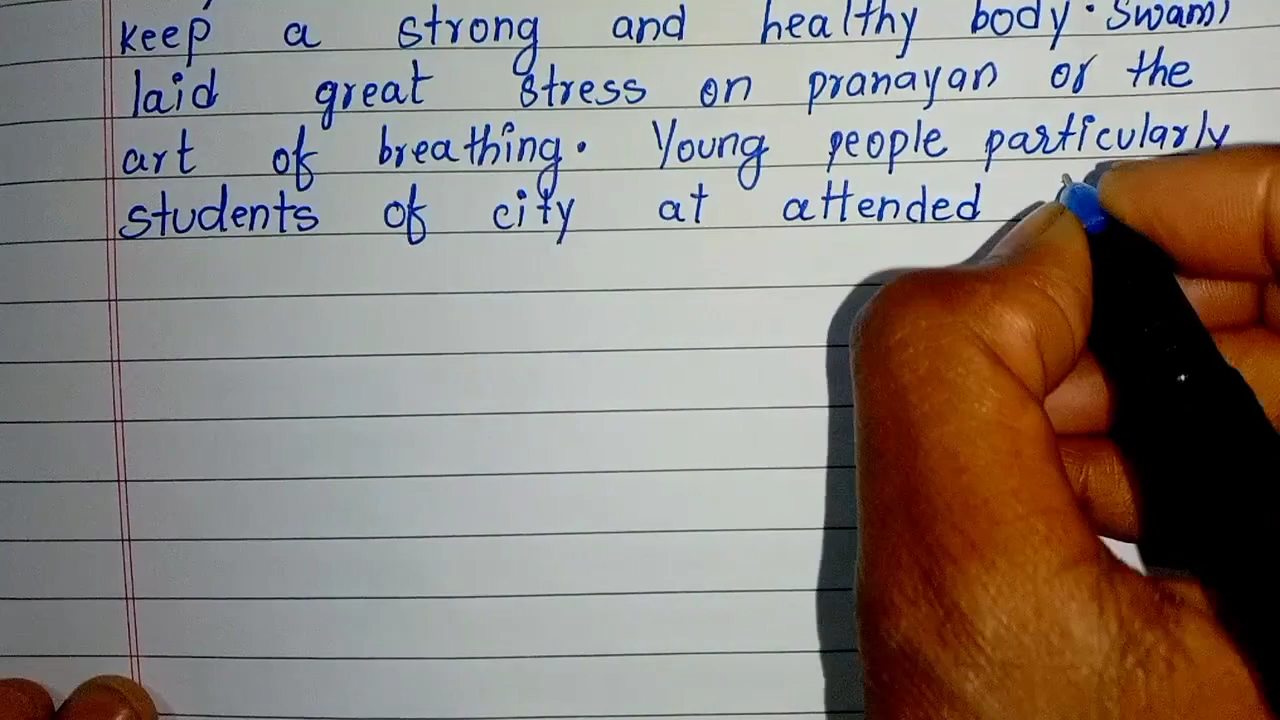 keep a strong and healthy body. Swami
laid great stress on pranayan or the
art of breathing. Young people particularly
students of city at attended